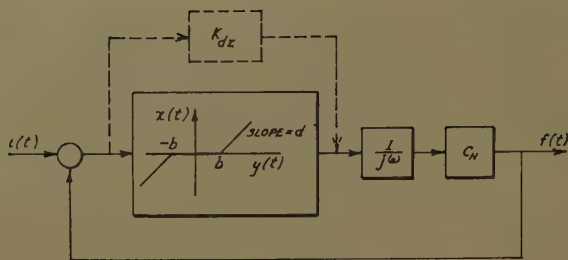 K_dz
x(t)
SLOPE = d
i(t)
-b
b
y(t)
1
jω
C_N
f(t)